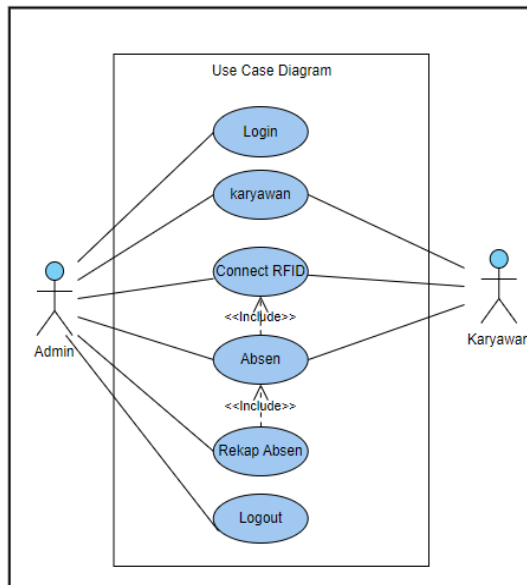 Use Case Diagram
Login
karyawan
Connect RFID
<<Include>>
Admin
Absen
Karyawan
<<Include>>
Rekap Absen
Logout